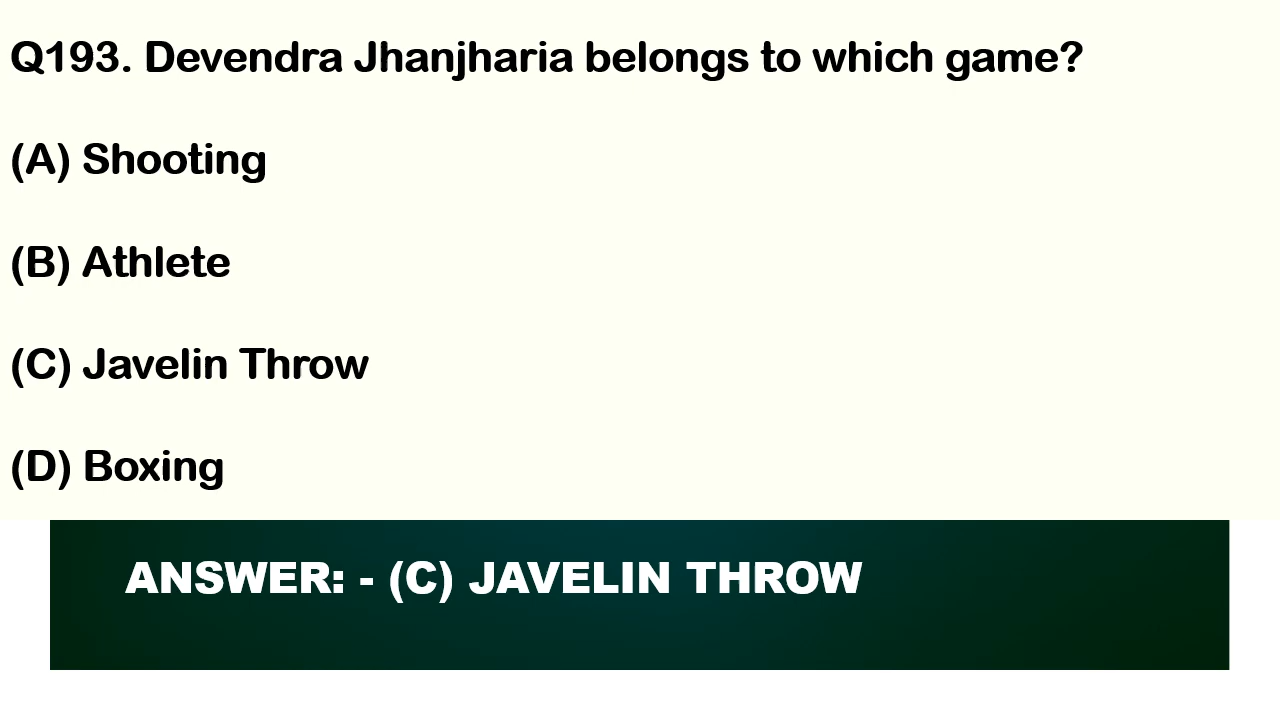 Q193. Devendra Jhanjharia belongs to which game?
(A) Shooting
(B) Athlete
(C) Javelin Throw
(D) Boxing
ANSWER: - (C) JAVELIN THROW